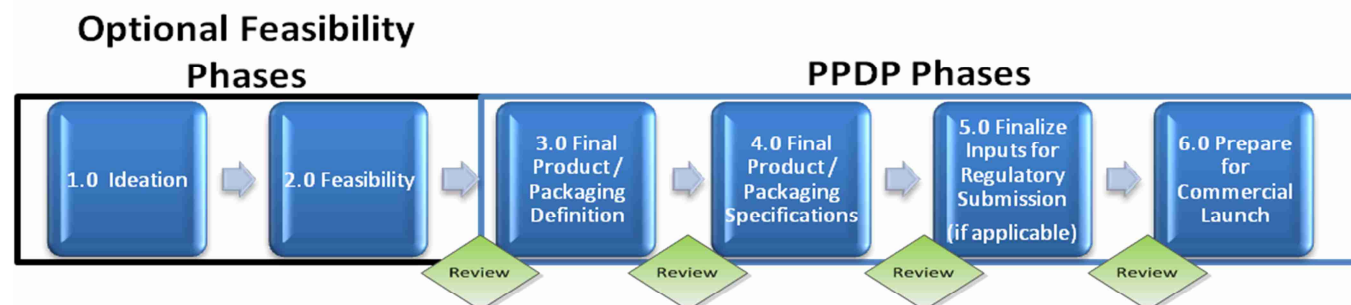 Optional Feasibility
Phases
PPDP Phases
1.0 Ideation
2.0 Feasibility
3.0 Final
Product /
Packaging
Definition
4.0 Final
Product /
Packaging
Specifications
5.0 Finalize
Inputs for
Regulatory
Submission
(if applicable)
6.0 Prepare
for
Commercial
Launch
Review
Review
Review
Review